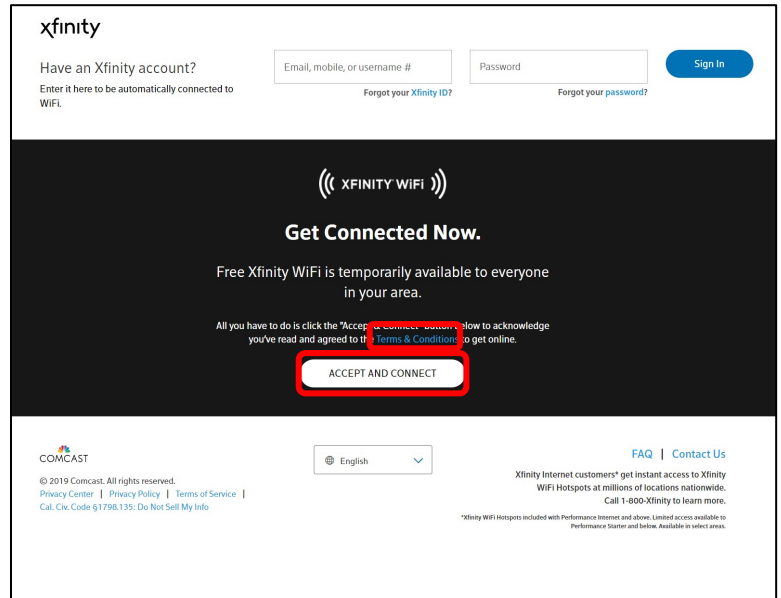 xfinity
Have an Xfinity account?
Enter it here to be automatically connected to
WiFi.
Email, mobile, or username #
Forgot your Xfinity ID?
Password
Forgot your password?
Sign In
XFINITY WiFi
Get Connected Now.
Free Xfinity WiFi is temporarily available to everyone
in your area.
All you have to do is click the "Accept & Connect" button below to acknowledge
you've read and agreed to the Terms & Conditions to get online.
ACCEPT AND CONNECT
COMCAST
© 2019 Comcast. All rights reserved.
Privacy Center | Privacy Policy | Terms of Service |
Cal. Civ. Code §1798.135: Do Not Sell My Info
English
FAQ | Contact Us
Xfinity Internet customers* get instant access to Xfinity
WiFi Hotspots at millions of locations nationwide.
Call 1-800-Xfinity to learn more.
*Xfinity WiFi Hotspots included with Performance Internet and above. Limited access available to
Performance Starter and below. Available in select areas.